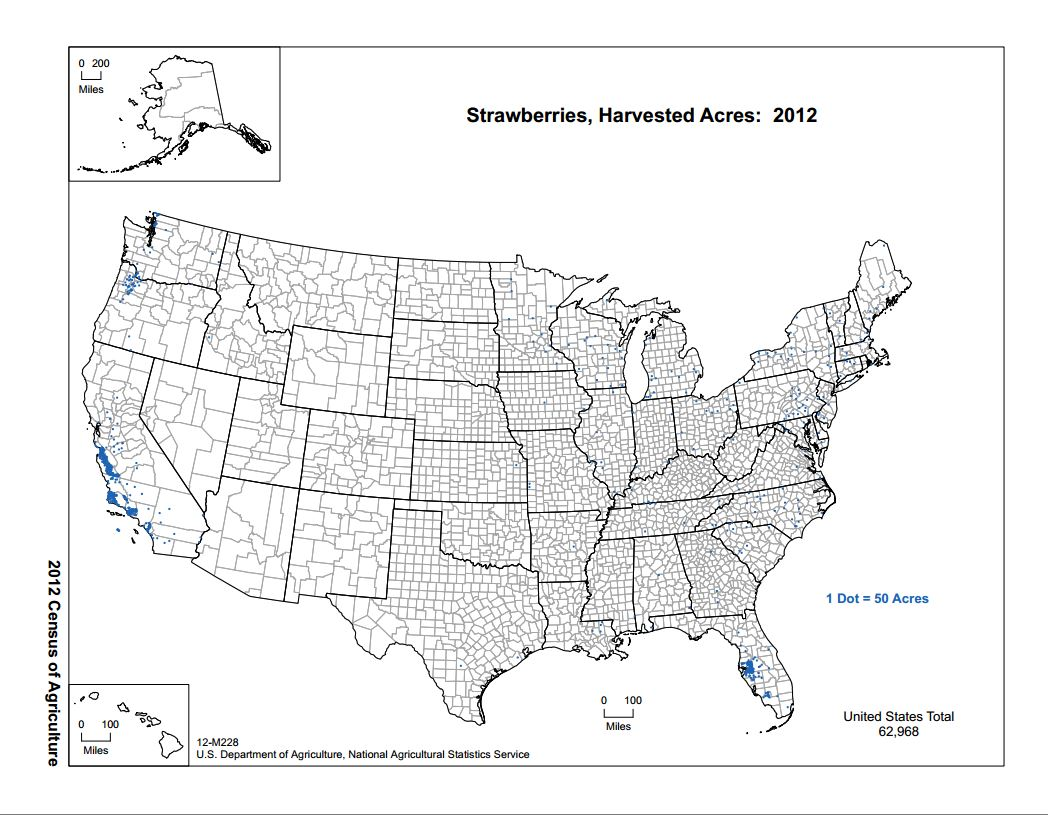 0 200
Miles
Strawberries, Harvested Acres: 2012
1 Dot = 50 Acres
2012 Census of Agriculture
0 100
Miles
0 100
Miles
United States Total
62,968
12-M228
U.S. Department of Agriculture, National Agricultural Statistics Service